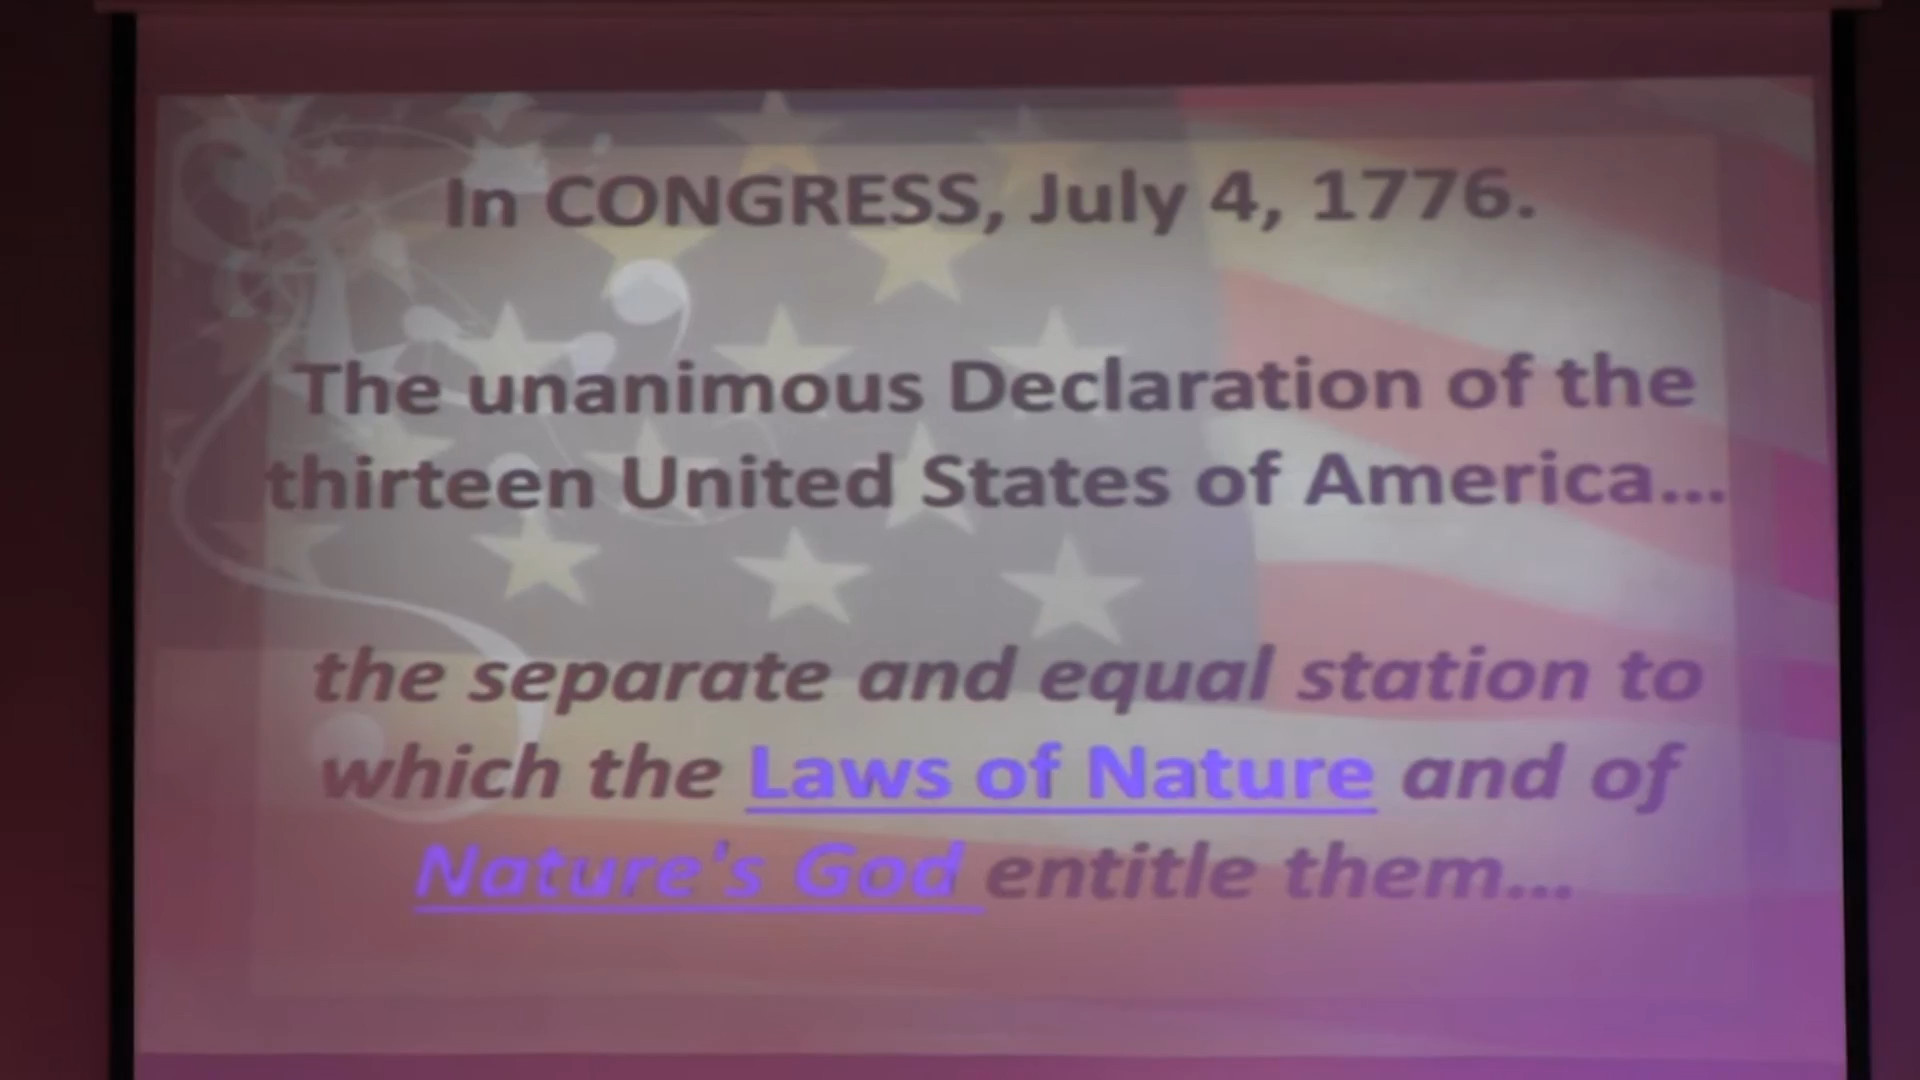 In CONGRESS, July 4, 1776.
The unanimous Declaration of the
thirteen United States of America...
the separate and equal station to
which the Laws of Nature and of
Nature's God entitle them...